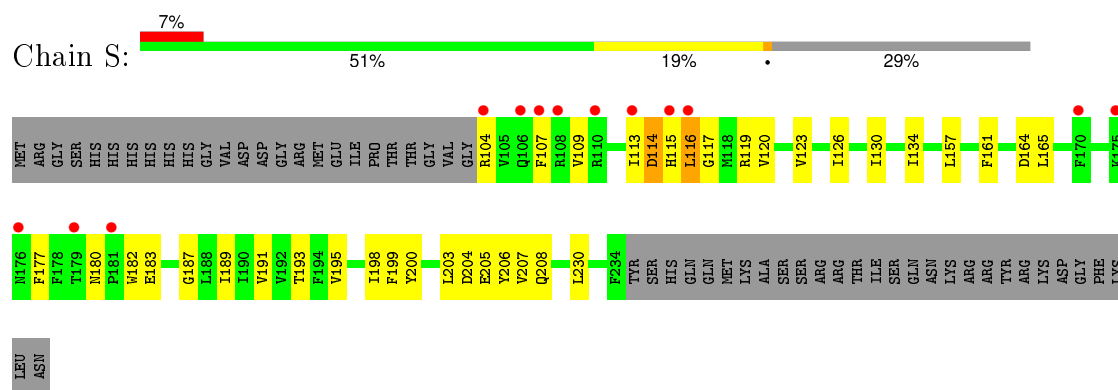 7%
Chain S:
51% 19% • 29%
MET ARG GLY SER HIS HIS HIS HIS HIS HIS GLY VAL ASP ASP GLY ARG MET GLU ILE PRO THR THR GLY VAL GLY R104 V105 Q106 F107 R108 V109 R110 I113 D114 H115 L116 G117 M118 R119 V120 V123 I126 I130 I134 L157 F161 D164 L165 F170 K175
N176 F177 F178 T179 N180 P181 W182 E183 G187 L188 I189 I190 V191 V192 T193 F194 V195 I198 F199 Y200 L203 D204 E205 Y206 V207 Q208 L230 F234 TYR SER HIS GLN GLN MET LYS ALA SER SER ARG ARG THR ILE SER GLN ASN LYS ARG ARG TYR ARG LYS ASP GLY PHE LYS
LEU ASN